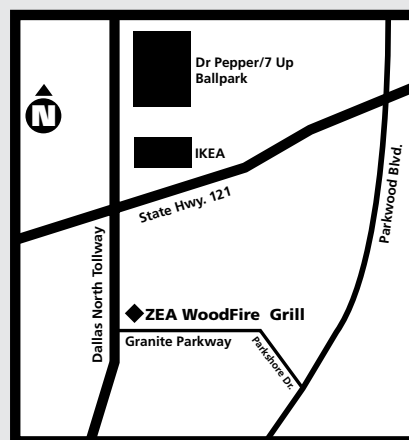 Dr Pepper/7 Up
Ballpark
N
IKEA
State Hwy. 121
Parkwood Blvd.
Dallas North Tollway
ZEA WoodFire Grill
Granite Parkway
Parkshore Dr.